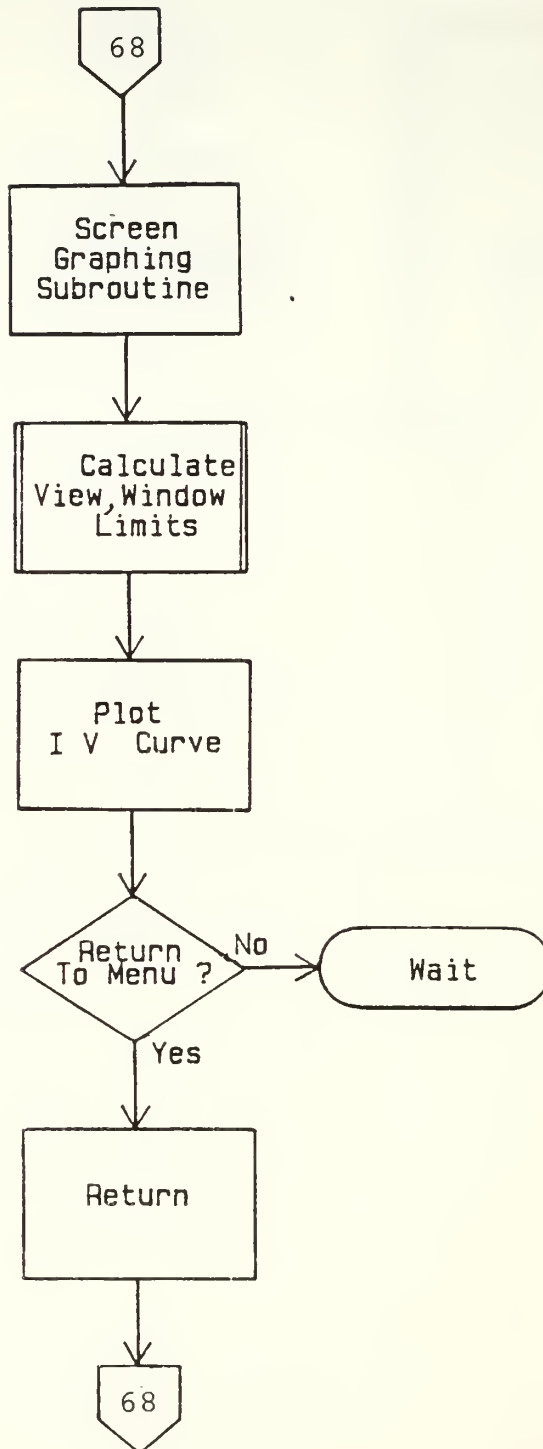 68
Screen
Graphing
Subroutine
Calculate
View,Window
Limits
Plot
I V Curve
Return
To Menu ?
No
Wait
Yes
Return
68